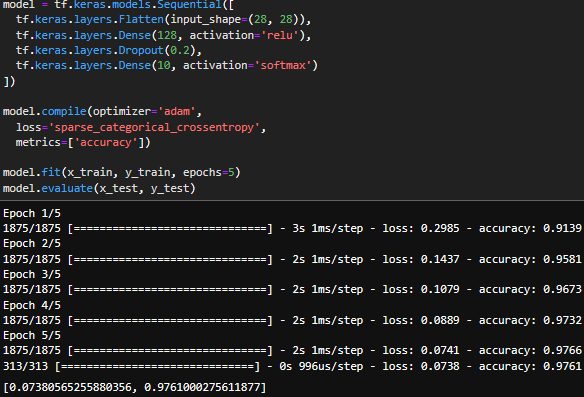 model = tf.keras.models.Sequential([
  tf.keras.layers.Flatten(input_shape=(28, 28)),
  tf.keras.layers.Dense(128, activation='relu'),
  tf.keras.layers.Dropout(0.2),
  tf.keras.layers.Dense(10, activation='softmax')
])

model.compile(optimizer='adam',
  loss='sparse_categorical_crossentropy',
  metrics=['accuracy'])

model.fit(x_train, y_train, epochs=5)
model.evaluate(x_test, y_test)
Epoch 1/5
1875/1875 [==============================] - 3s 1ms/step - loss: 0.2985 - accuracy: 0.9139
Epoch 2/5
1875/1875 [==============================] - 2s 1ms/step - loss: 0.1437 - accuracy: 0.9581
Epoch 3/5
1875/1875 [==============================] - 2s 1ms/step - loss: 0.1079 - accuracy: 0.9673
Epoch 4/5
1875/1875 [==============================] - 2s 1ms/step - loss: 0.0889 - accuracy: 0.9732
Epoch 5/5
1875/1875 [==============================] - 2s 1ms/step - loss: 0.0741 - accuracy: 0.9766
313/313 [==============================] - 0s 996us/step - loss: 0.0738 - accuracy: 0.9761
[0.07380565255880356, 0.9761000275611877]